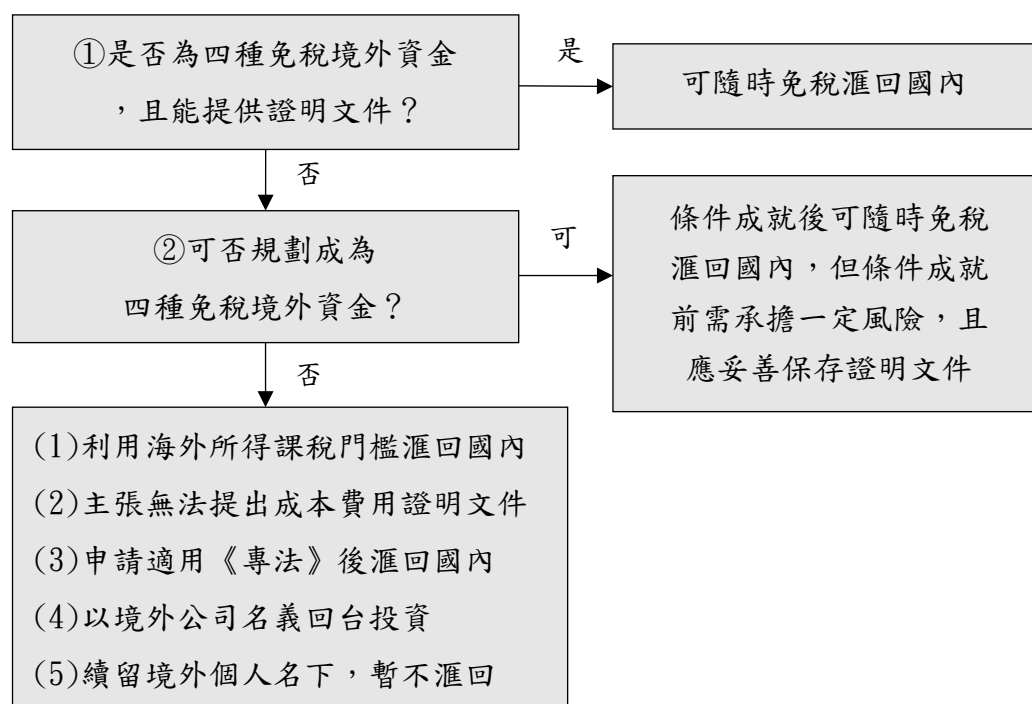 ①是否為四種免稅境外資金
，且能提供證明文件？
是
可隨時免稅滙回國內
否
②可否規劃成為
四種免稅境外資金？
可
條件成就後可隨時免稅
滙回國內，但條件成就
前需承擔一定風險，且
應妥善保存證明文件
否
(1)利用海外所得課稅門檻滙回國內
(2)主張無法提出成本費用證明文件
(3)申請適用《專法》後滙回國內
(4)以境外公司名義回台投資
(5)續留境外個人名下，暫不滙回